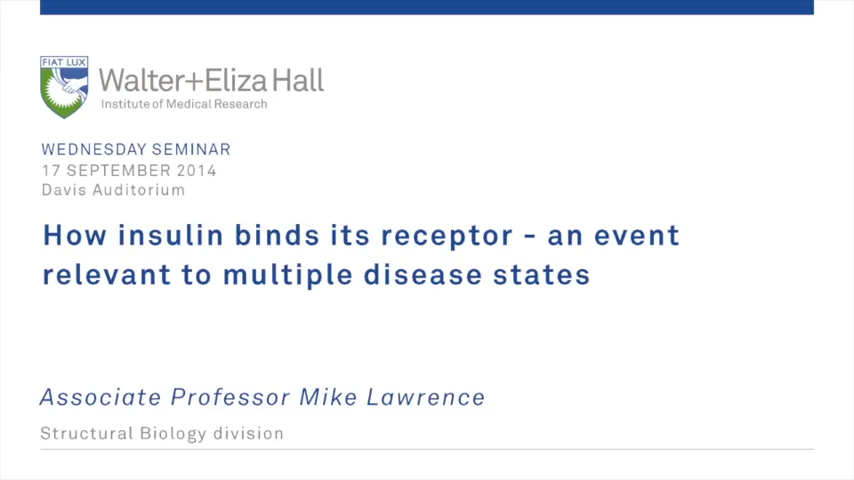 FIAT LUX
Walter+Eliza Hall
Institute of Medical Research
WEDNESDAY SEMINAR
17 SEPTEMBER 2014
Davis Auditorium
How insulin binds its receptor - an event
relevant to multiple disease states
Associate Professor Mike Lawrence
Structural Biology division